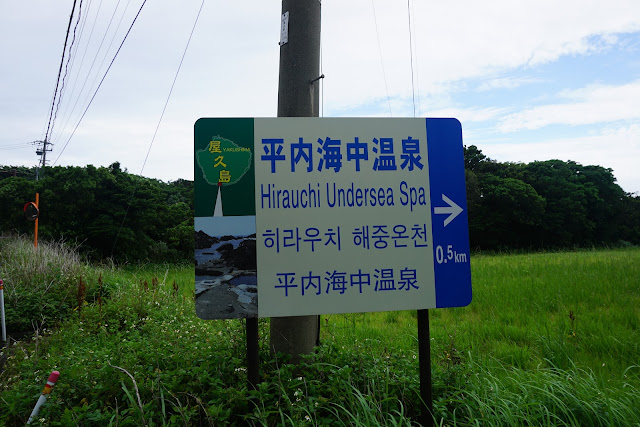 屋久島
YAKUSHIMA
平内海中温泉
Hirauchi Undersea Spa
히라우치 해중온천
平内海中温泉
0.5km